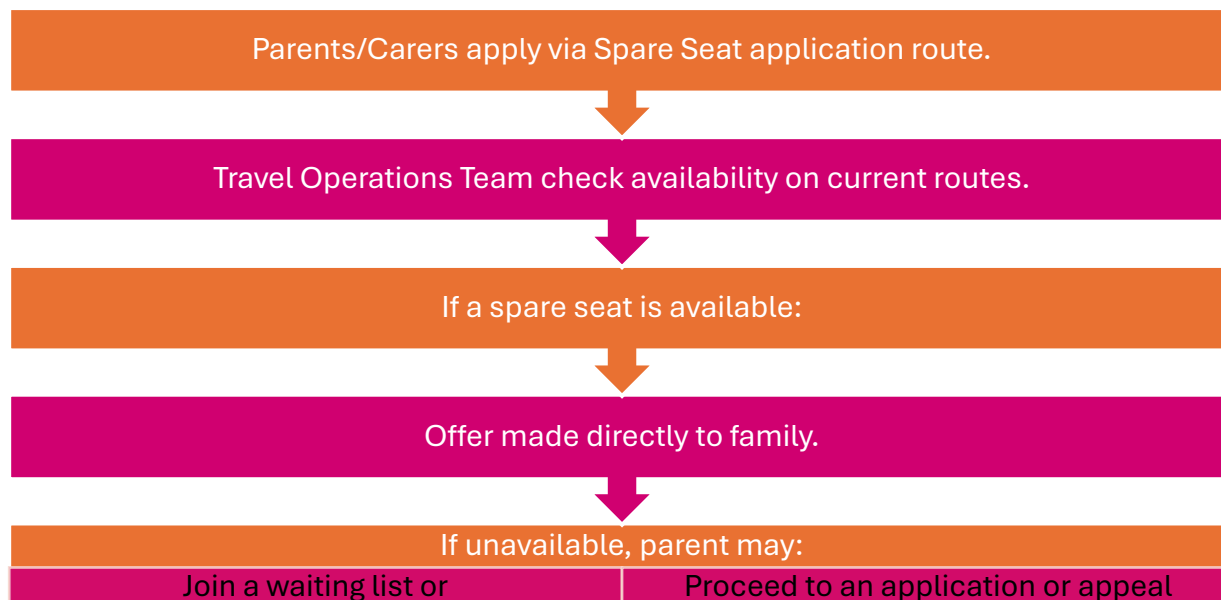 Parents/Carers apply via Spare Seat application route.
Travel Operations Team check availability on current routes.
If a spare seat is available:
Offer made directly to family.
If unavailable, parent may:
Join a waiting list or
Proceed to an application or appeal